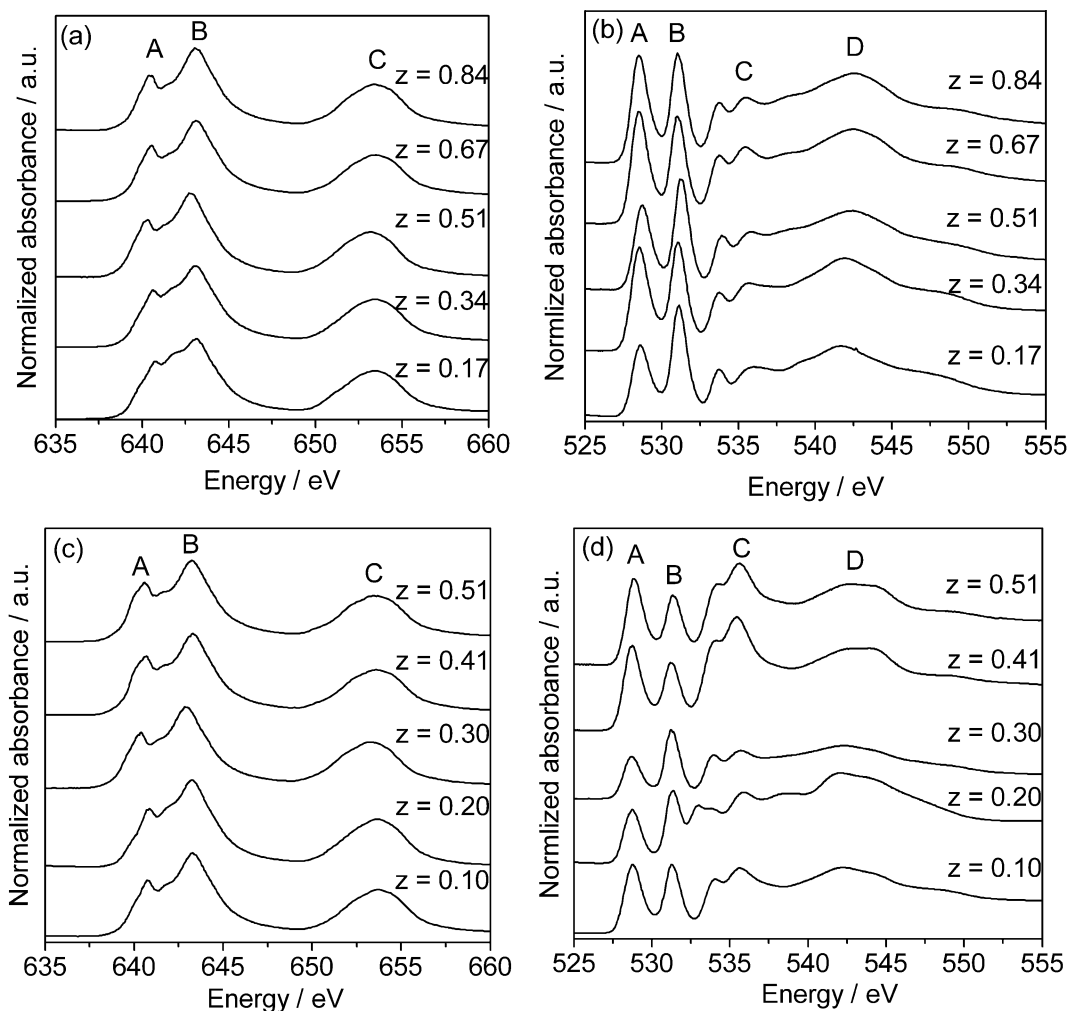 (a)
A
B
C
z = 0.84
z = 0.67
z = 0.51
z = 0.34
z = 0.17
Normalized absorbance / a.u.
635 640 645 650 655 660
Energy / eV
(b)
A
B
C
D
z = 0.84
z = 0.67
z = 0.51
z = 0.34
z = 0.17
Normlized absorbance / a.u.
525 530 535 540 545 550 555
Energy / eV
(c)
A
B
C
z = 0.51
z = 0.41
z = 0.30
z = 0.20
z = 0.10
Normalized absorbance / a.u.
635 640 645 650 655 660
Energy / eV
(d)
A
B
C
D
z = 0.51
z = 0.41
z = 0.30
z = 0.20
z = 0.10
Normlized absorbance / a.u.
525 530 535 540 545 550 555
Energy / eV